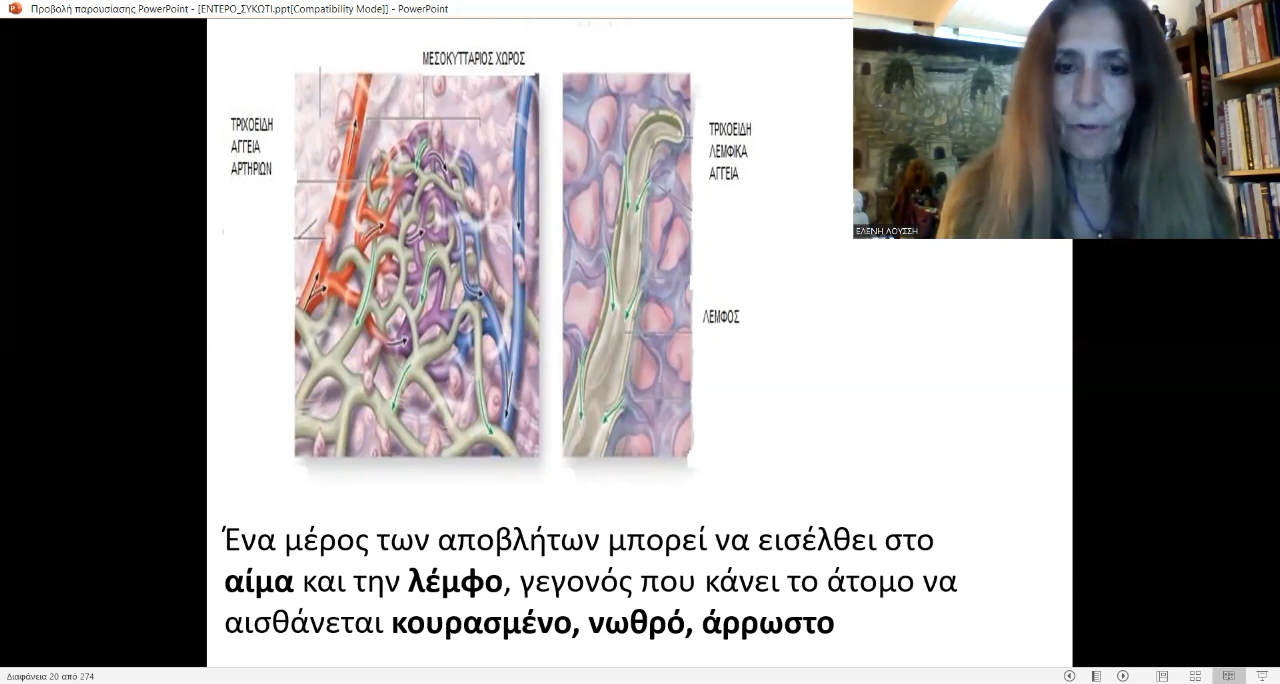 Προβολή παρουσίασης PowerPoint - [ΕΝΤΕΡΟ_ΣΥΚΩΤΙ.ppt[Compatibility Mode]] - PowerPoint
ΜΕΣΟΚΥΤΤΑΡΙΟΣ ΧΩΡΟΣ
ΤΡΙΧΟΕΙΔΗ
ΑΓΓΕΙΑ
ΑΡΤΗΡΙΩΝ
ΤΡΙΧΟΕΙΔΗ
ΛΕΜΦΙΚΑ
ΑΓΓΕΙΑ
ΛΕΜΦΟΣ
ΕΛΕΝΗ ΛΟΥΣΣΗ
Ένα μέρος των αποβλήτων μπορεί να εισέλθει στο
αίμα και την λέμφο, γεγονός που κάνει το άτομο να
αισθάνεται κουρασμένο, νωθρό, άρρωστο
Διαφάνεια 20 από 274